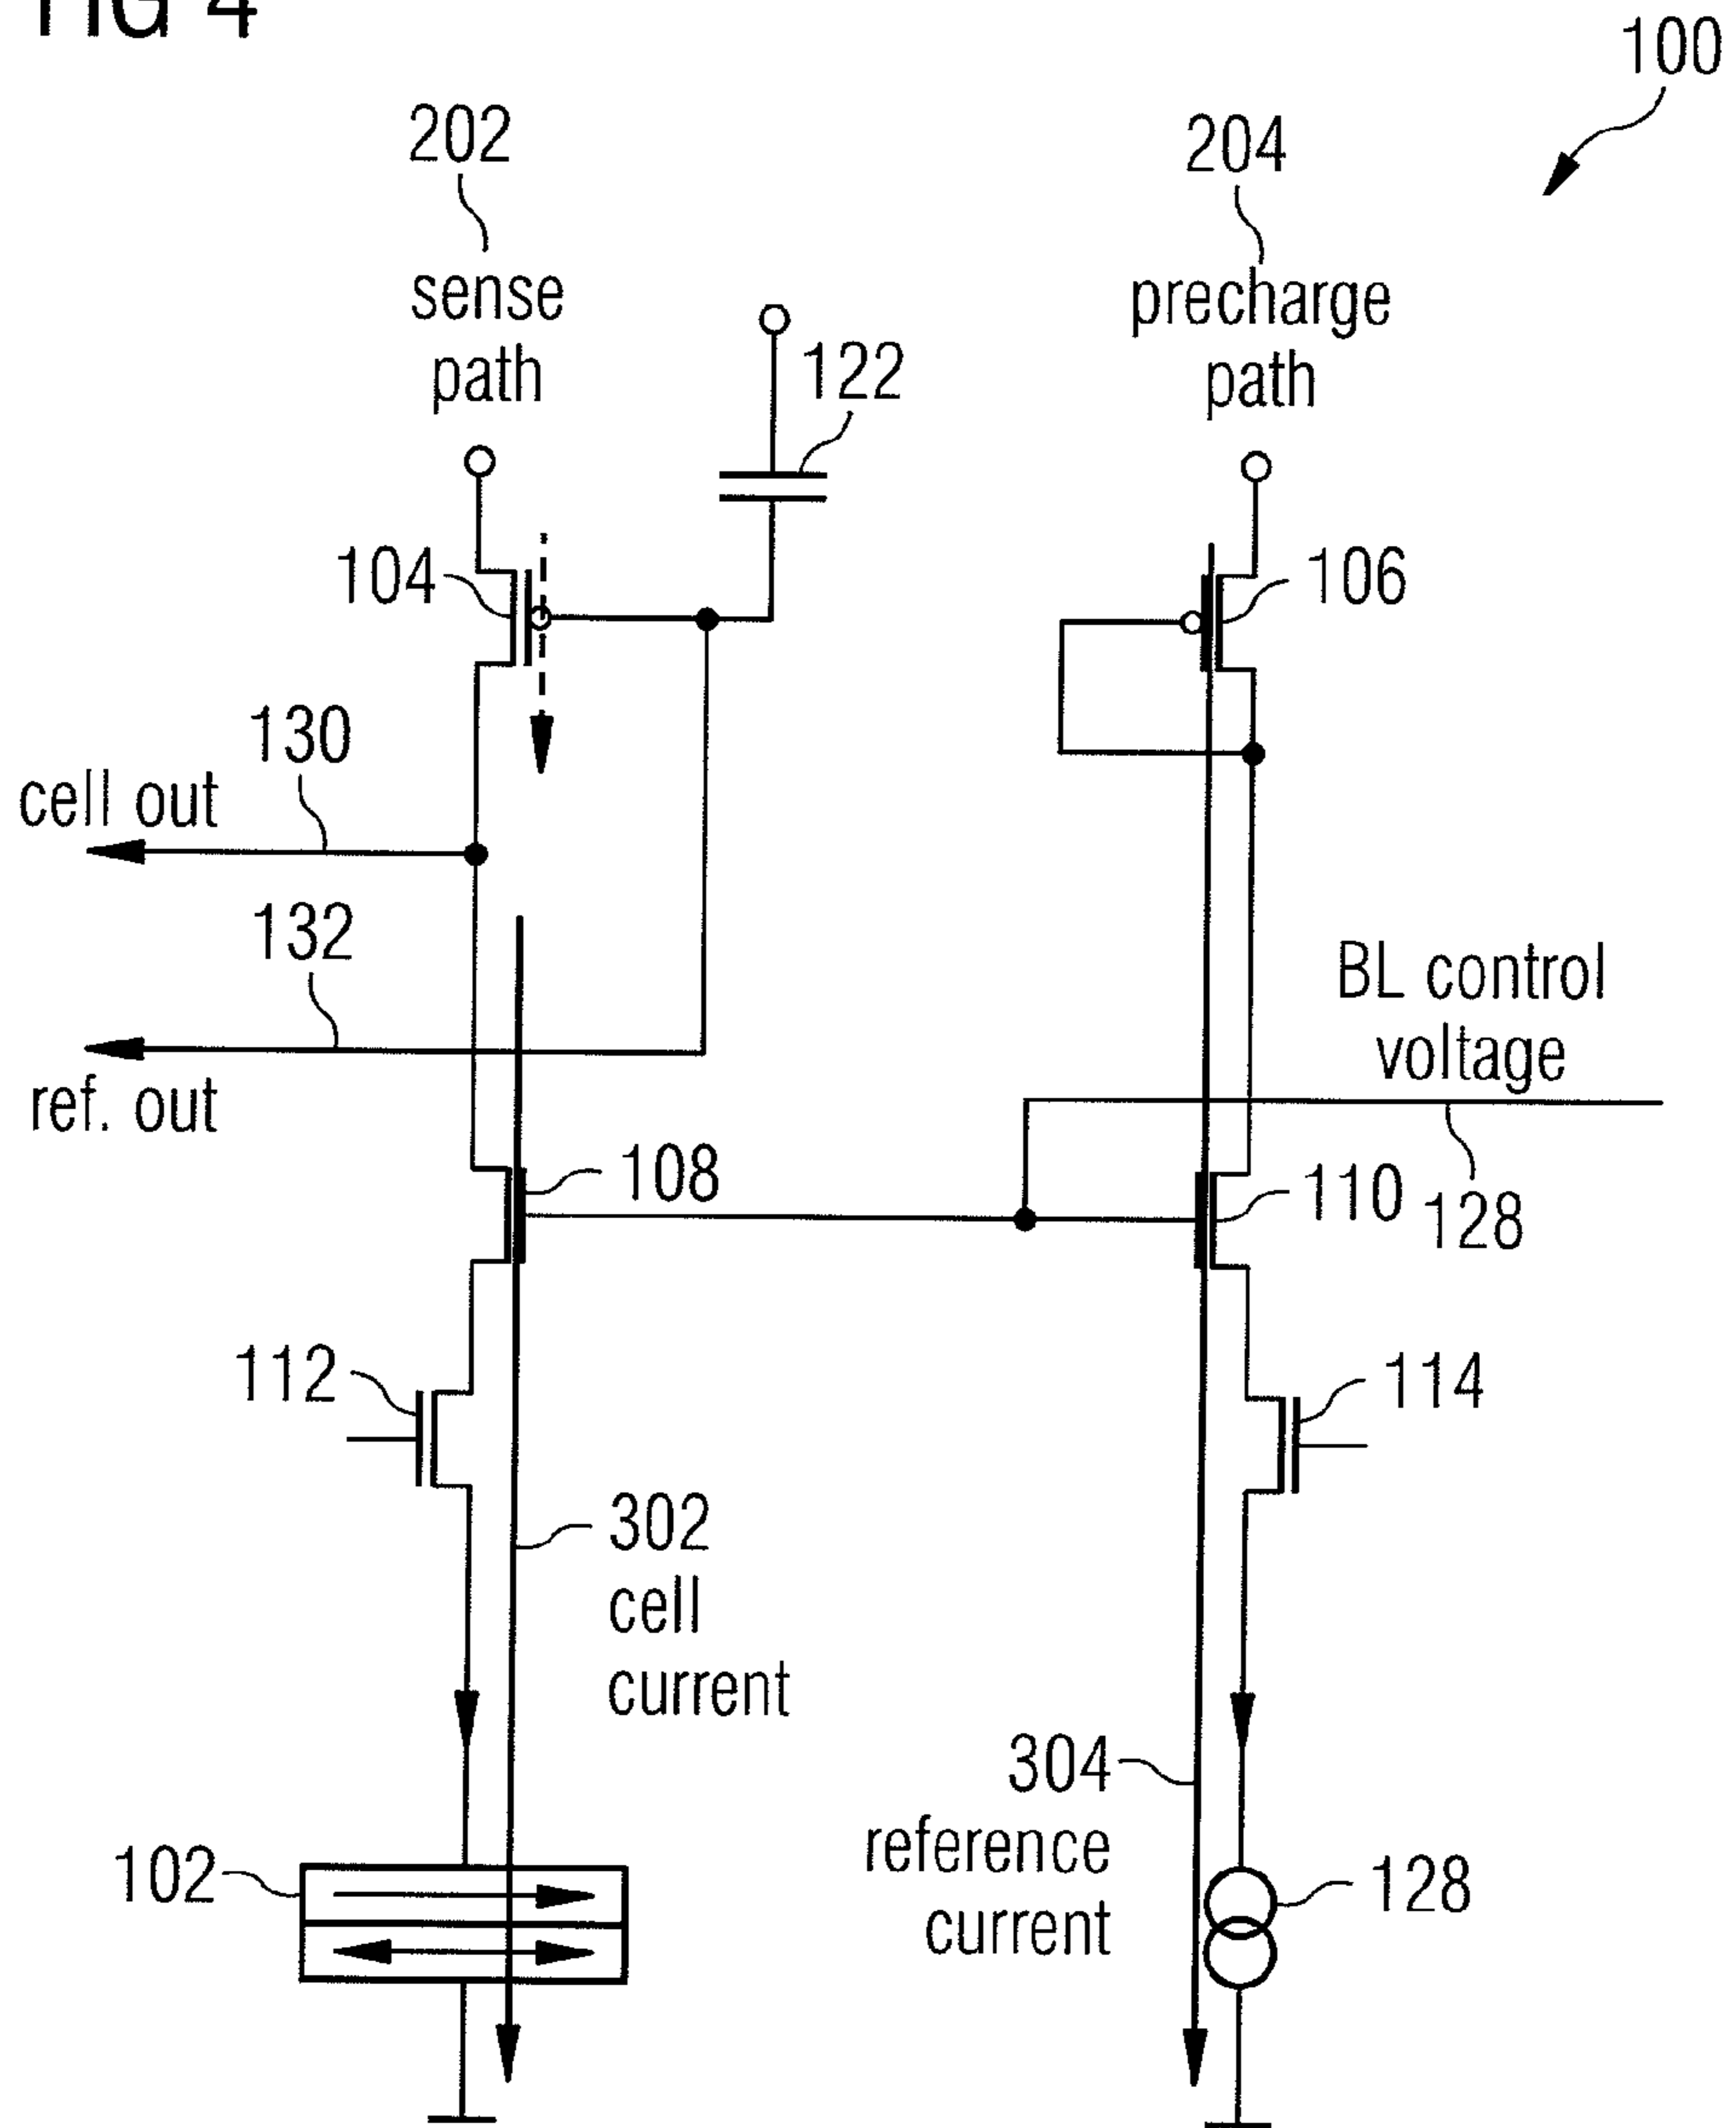 FIG 4
100
202
sense
path
204
precharge
path
122
104
106
130
cell out
132
ref. out
BL control
voltage
128
108
110
112
114
302
cell
current
304
reference
current
102
128